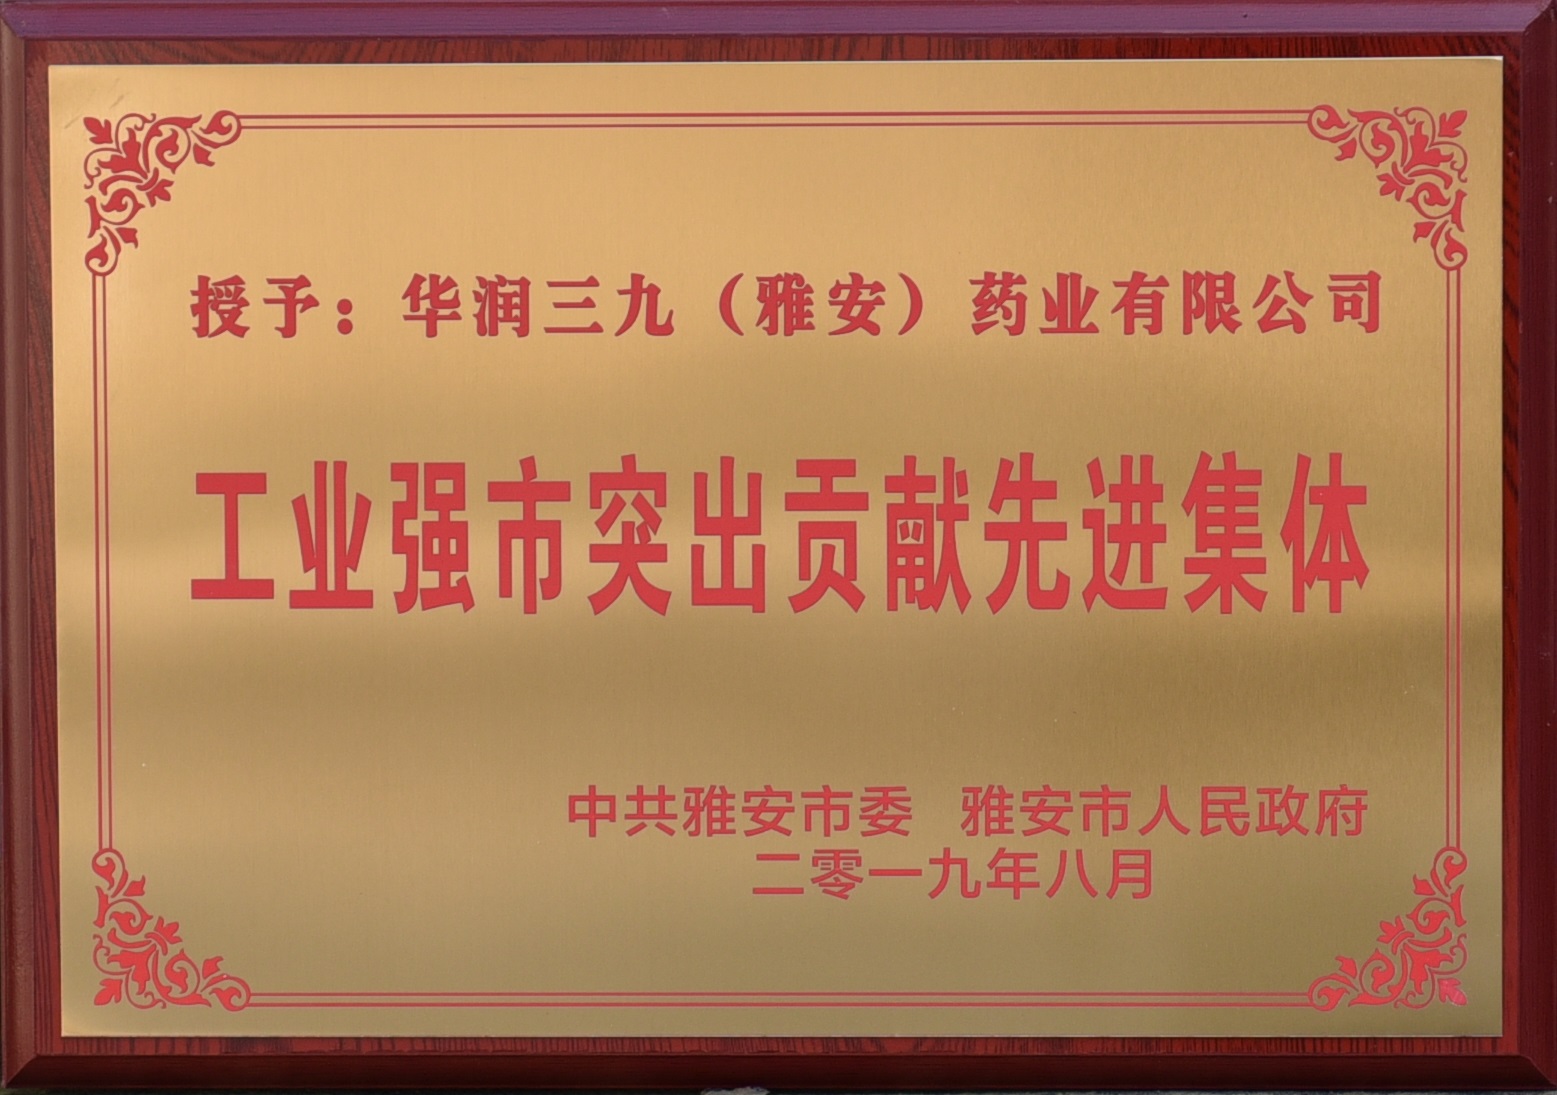 授予：华润三九（雅安）药业有限公司
工业强市突出贡献先进集体
中共雅安市委 雅安市人民政府
二零一九年八月